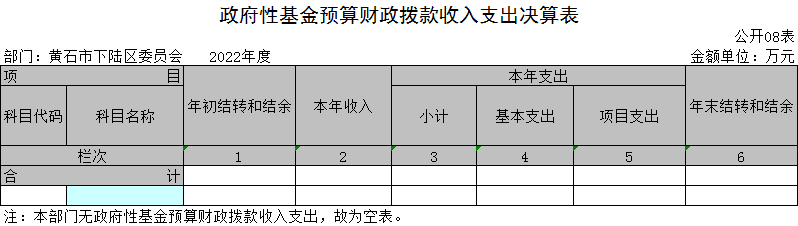 政府性基金预算财政拨款收入支出决算表
公开08表
部门：黄石市下陆区委员会 2022年度 金额单位：万元
项 目 年初结转和结余 本年收入 本年支出 年末结转和结余
科目代码 科目名称 小计 基本支出 项目支出
栏次 1 2 3 4 5 6
合 计
注：本部门无政府性基金预算财政拨款收入支出，故为空表。